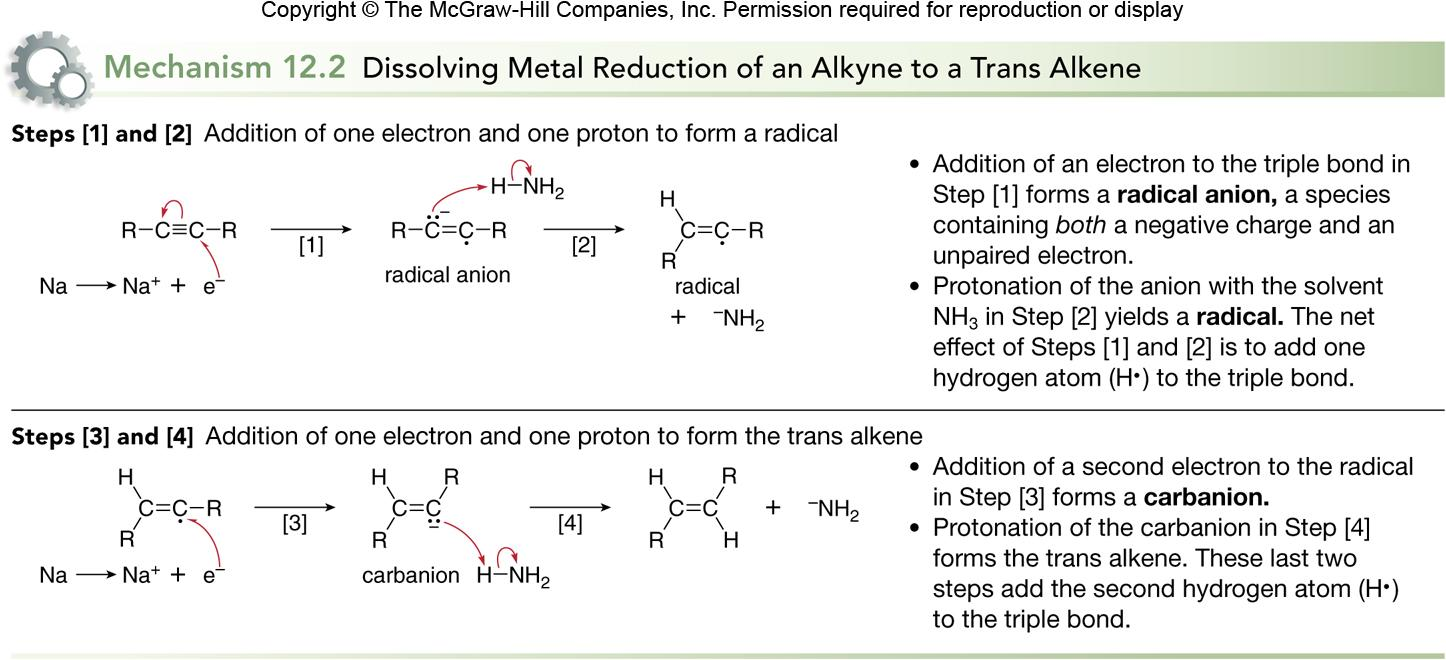 Copyright © The McGraw-Hill Companies, Inc. Permission required for reproduction or display
Mechanism 12.2 Dissolving Metal Reduction of an Alkyne to a Trans Alkene
Steps [1] and [2] Addition of one electron and one proton to form a radical
H–NH₂
R–C≡C–R
[1]
R–C̈⁻=Ċ–R
[2]
H
C=Ċ–R
R
radical anion
radical
Na ⟶ Na⁺ + e⁻
+ ⁻NH₂
• Addition of an electron to the triple bond in
Step [1] forms a radical anion, a species
containing both a negative charge and an
unpaired electron.
• Protonation of the anion with the solvent
NH₃ in Step [2] yields a radical. The net
effect of Steps [1] and [2] is to add one
hydrogen atom (H•) to the triple bond.
Steps [3] and [4] Addition of one electron and one proton to form the trans alkene
H
C=Ċ–R
R
[3]
H R
C=C̈⁻
R
[4]
H R
C=C
R H
+ ⁻NH₂
Na ⟶ Na⁺ + e⁻
carbanion
H–NH₂
• Addition of a second electron to the radical
in Step [3] forms a carbanion.
• Protonation of the carbanion in Step [4]
forms the trans alkene. These last two
steps add the second hydrogen atom (H•)
to the triple bond.